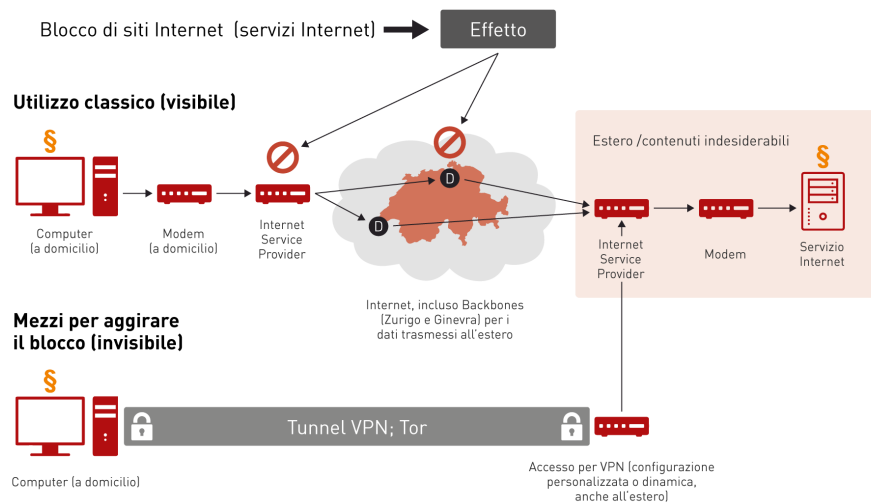 Blocco di siti Internet (servizi Internet)
Effetto
Utilizzo classico (visibile)
§
Computer
(a domicilio)
Modem
(a domicilio)
Internet
Service
Provider
D
D
Internet, incluso Backbones
(Zurigo e Ginevra) per i
dati trasmessi all'estero
Estero /contenuti indesiderabili
§
Internet
Service
Provider
Modem
Servizio
Internet
Mezzi per aggirare
il blocco (invisibile)
§
Tunnel VPN; Tor
Computer (a domicilio)
Accesso per VPN (configurazione
personalizzata o dinamica,
anche all'estero)